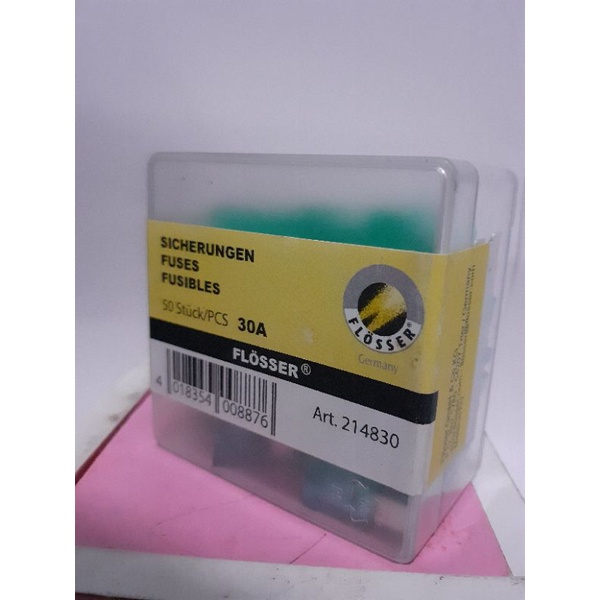 SICHERUNGEN
FUSES
FUSIBLES
50 Stück/PCS 30A
FLÖSSER®
FLÖSSER®
Germany
4 018354 008876
Art. 214830